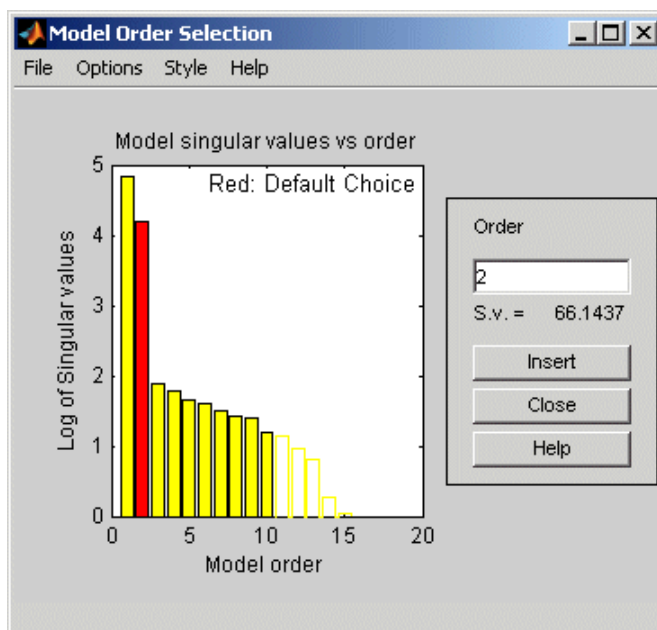 Model Order Selection
File Options Style Help
Model singular values vs order
Red: Default Choice
Log of Singular values
5
4
3
2
1
0
0 5 10 15 20
Model order
Order
2
S.v. = 66.1437
Insert
Close
Help